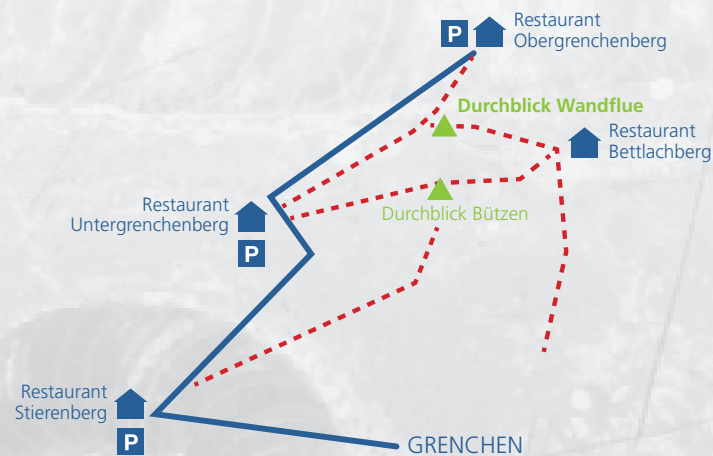 P
Restaurant
Obergrenchenberg
Durchblick Wandflue
Restaurant
Bettlachberg
Restaurant
Untergrenchenberg
P
Durchblick Bützen
Restaurant
Stierenberg
P
GRENCHEN